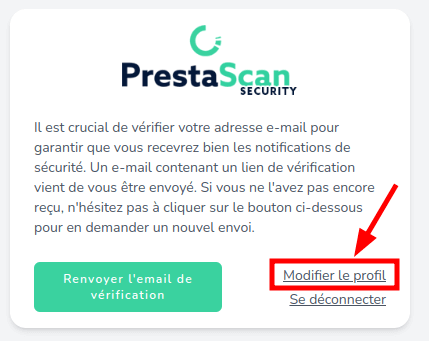 PrestaScan
SECURITY
Il est crucial de vérifier votre adresse e-mail pour
garantir que vous recevrez bien les notifications de
sécurité. Un e-mail contenant un lien de vérification
vient de vous être envoyé. Si vous ne l'avez pas encore
reçu, n'hésitez pas à cliquer sur le bouton ci-dessous
pour en demander un nouvel envoi.
Renvoyer l'email de
vérification
Modifier le profil
Se déconnecter